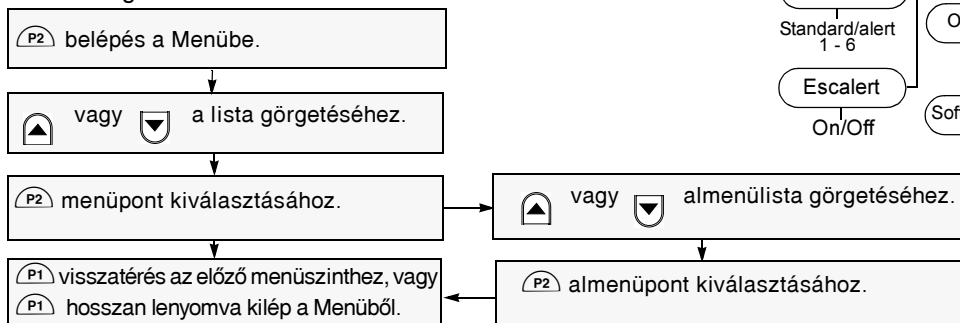 P2 belépés a Menübe.
vagy a lista görgetéséhez.
P2 menüpont kiválasztásához.
P1 visszatérés az előző menüszinthez, vagy
P1 hosszan lenyomva kilép a Menüből.
vagy almenülista görgetéséhez.
P2 almenüpont kiválasztásához.
Standard/alert
1 - 6
Escalert
On/Off